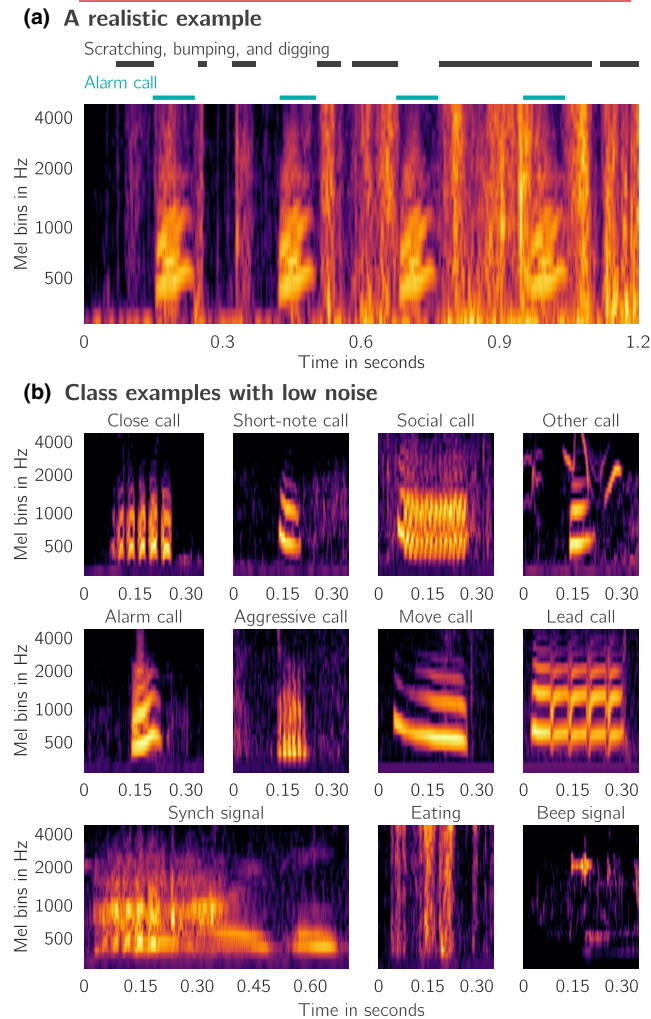 (a) A realistic example
Scratching, bumping, and digging
Alarm call
Mel bins in Hz
4000
2000
1000
500
0 0.3 0.6 0.9 1.2
Time in seconds
(b) Class examples with low noise
Close call Short-note call Social call Other call
Mel bins in Hz
4000
2000
1000
500
0 0.15 0.30 0 0.15 0.30 0 0.15 0.30 0 0.15 0.30
Alarm call Aggressive call Move call Lead call
Mel bins in Hz
4000
2000
1000
500
0 0.15 0.30 0 0.15 0.30 0 0.15 0.30 0 0.15 0.30
Synch signal Eating Beep signal
Mel bins in Hz
4000
2000
1000
500
0 0.15 0.30 0.45 0.60 0 0.15 0.30 0 0.15 0.30
Time in seconds